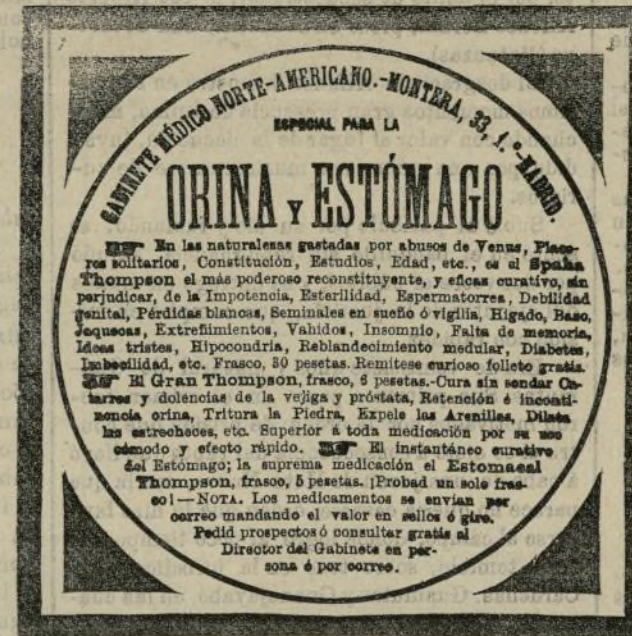 GABINETE MÉDICO NORTE-AMERICANO.-MONTERA, 33, 1.º-MADRID.
ESPECIAL PARA LA
ORINA Y ESTÓMAGO
En las naturalezas gastadas por abusos de Venus, Place-
res solitarios, Constitución, Estudios, Edad, etc., es el Spaha
Thompson el más poderoso reconstituyente, y eficas curativo, sin
perjudicar, de la Impotencia, Esterilidad, Espermatorrea, Debilidad
genital, Pérdidas blancas, Seminales en sueño ó vigilia, Higado, Bazo,
Jaquecas, Extreñimientos, Vahidos, Insomnio, Falta de memoria,
Ideas tristes, Hipocondria, Reblandecimiento medular, Diabetes,
Imbecilidad, etc. Frasco, 30 pesetas. Remítese curioso folleto gratis.
El Gran Thompson, frasco, 6 pesetas.-Cura sin sondar Ca-
tarros y dolencias de la vejiga y próstata, Retención é inconti-
nencia orina, Tritura la Piedra, Expele las Arenillas, Dilata
las estrecheces, etc. Superior á toda medicación por su uso
cómodo y efecto rápido. El instantáneo curativo
del Estómago; la suprema medicación el Estomacal
Thompson, frasco, 5 pesetas. ¡Probad un solo fras-
co!—NOTA. Los medicamentos se envían por
correo mandando el valor en sellos ó giro.
Pedid prospectos ó consultar gratis al
Director del Gabinete en per-
sona ó por correo.